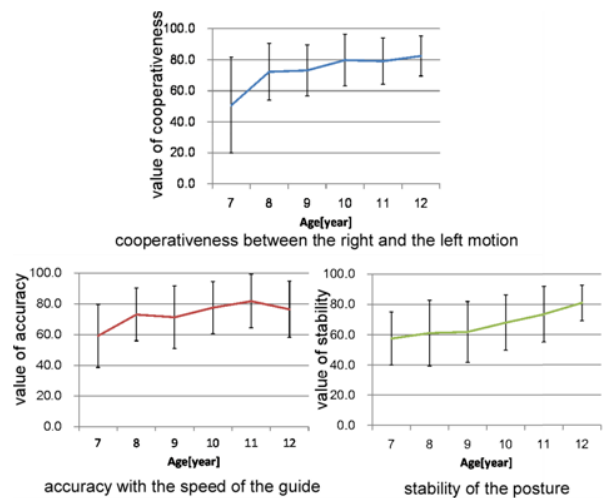 value of cooperativeness
100.0
80.0
60.0
40.0
20.0
0.0
7 8 9 10 11 12
Age[year]
cooperativeness between the right and the left motion
value of accuracy
100.0
80.0
60.0
40.0
20.0
0.0
7 8 9 10 11 12
Age[year]
accuracy with the speed of the guide
value of stability
100.0
80.0
60.0
40.0
20.0
0.0
7 8 9 10 11 12
Age[year]
stability of the posture